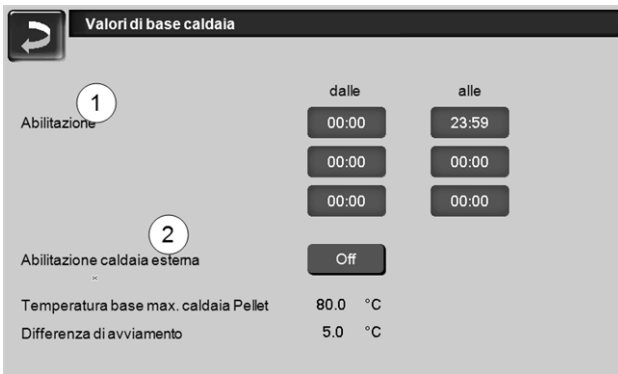 Valori di base caldaia
dalle alle
1
Abilitazione 00:00 23:59
00:00 00:00
00:00 00:00
2
Abilitazione caldaia esterna Off
Temperatura base max. caldaia Pellet 80.0 °C
Differenza di avviamento 5.0 °C